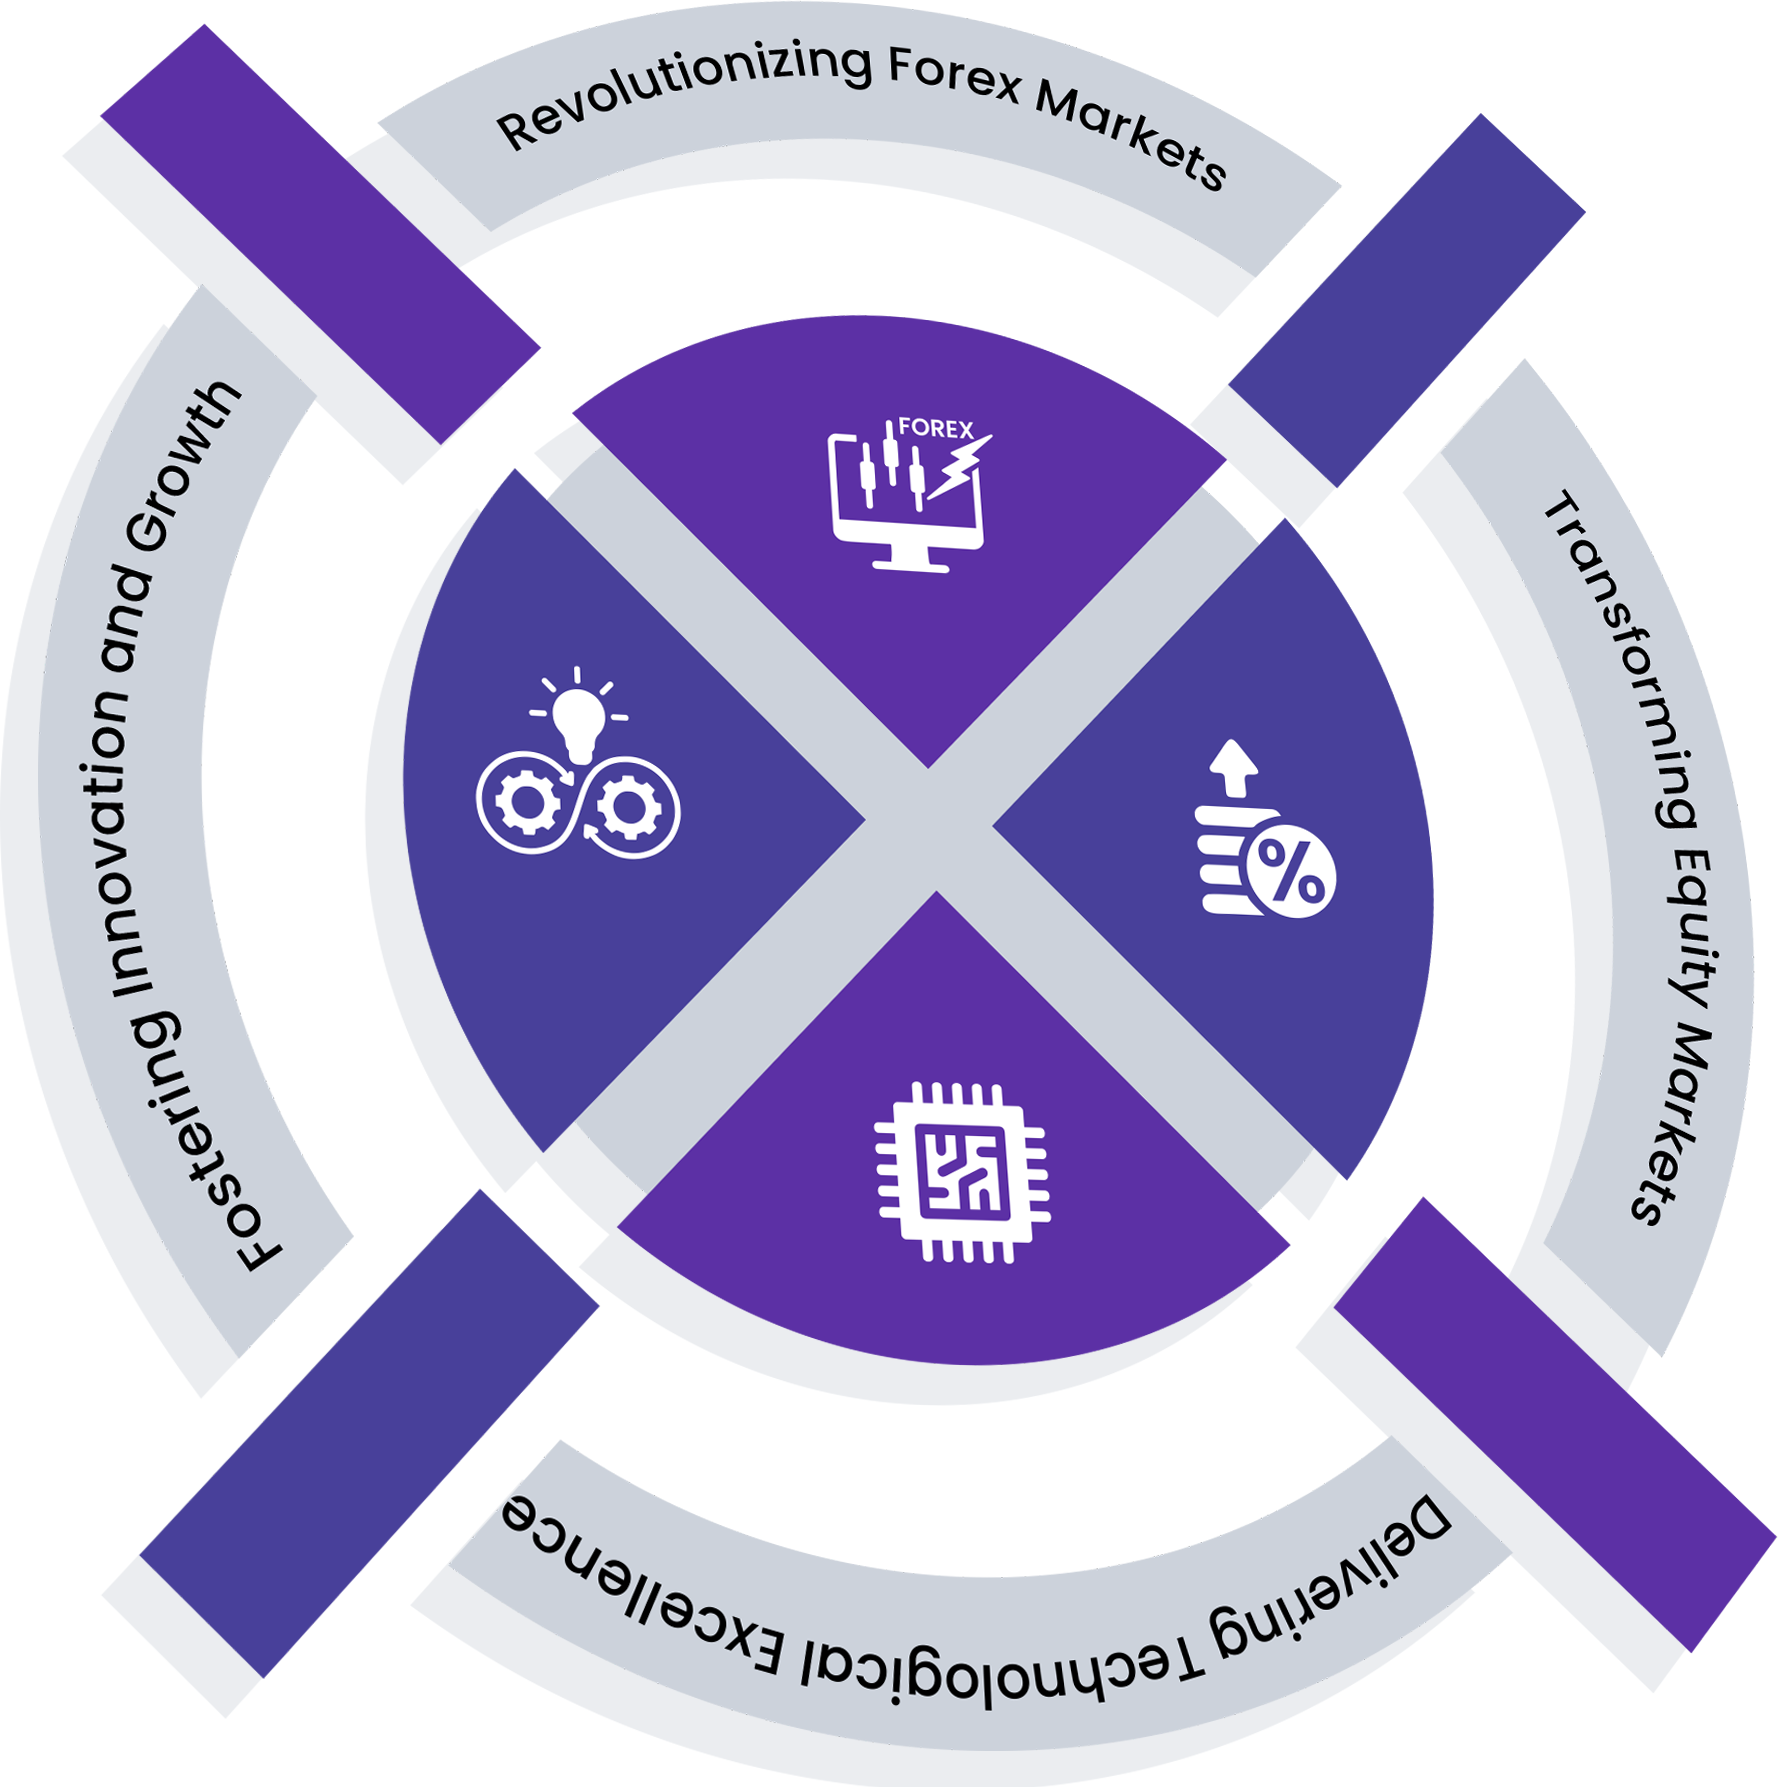 Revolutionizing Forex Markets
FOREX
Transforming Equity Markets
%
Delivering Technological Excellence
Fostering Innovation and Growth